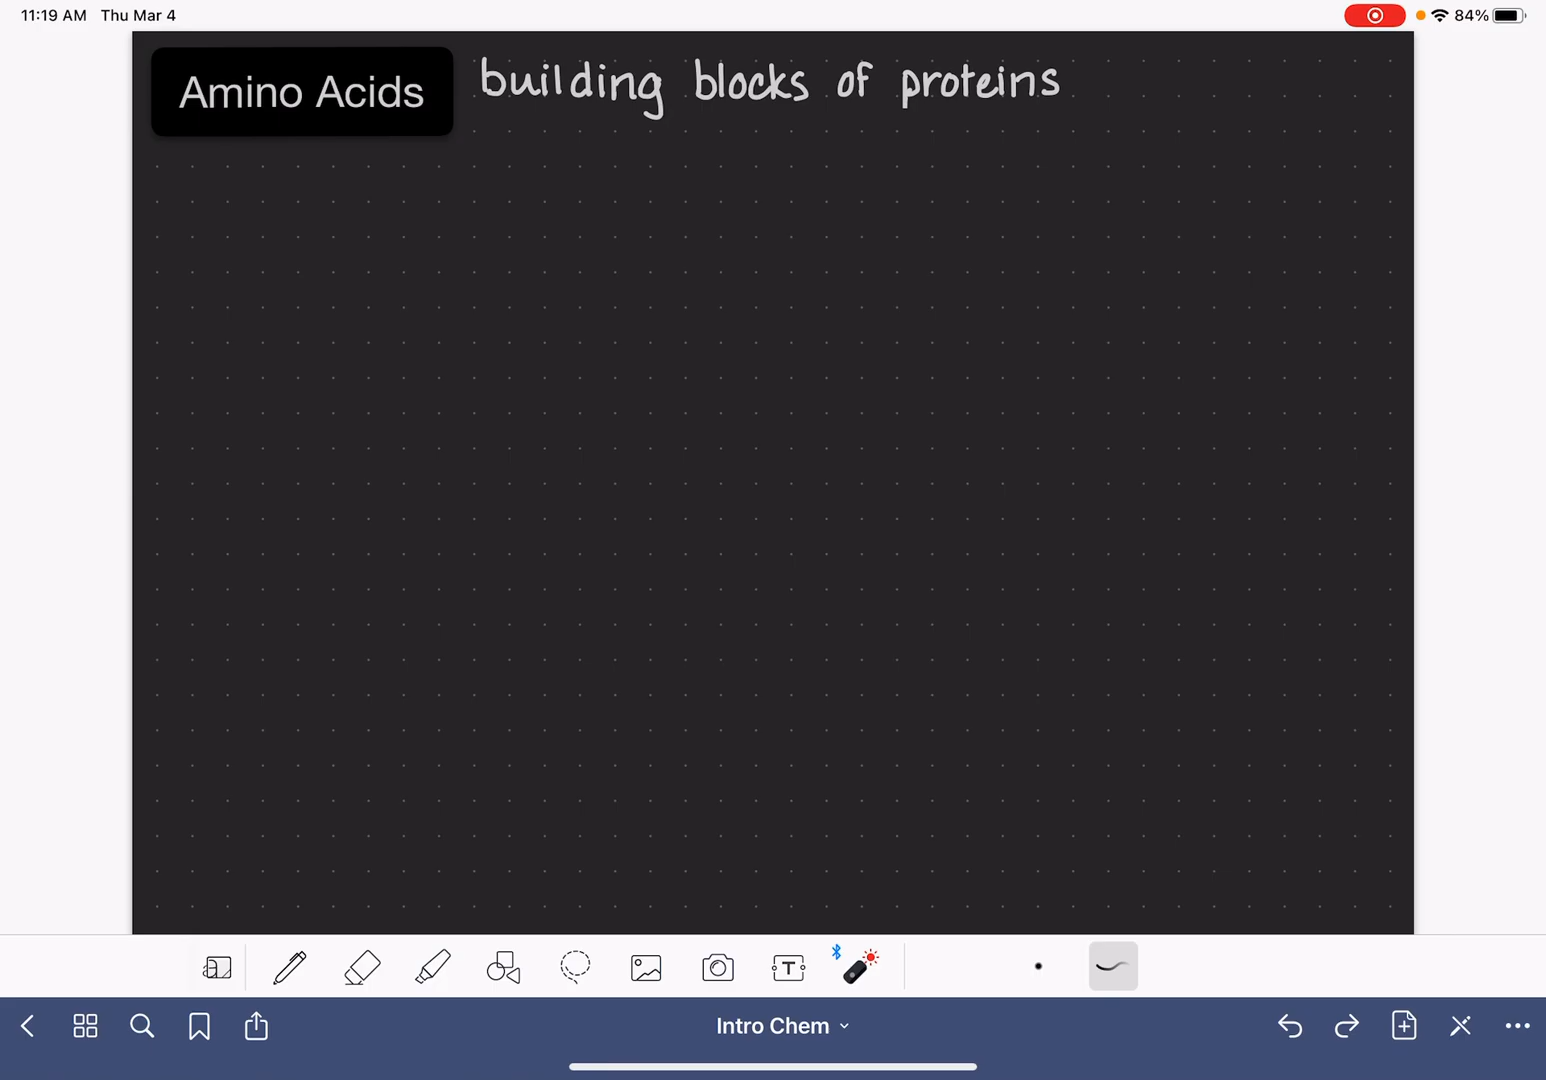 11:19 AM Thu Mar 4
84%
Amino Acids building blocks of proteins
T
Intro Chem